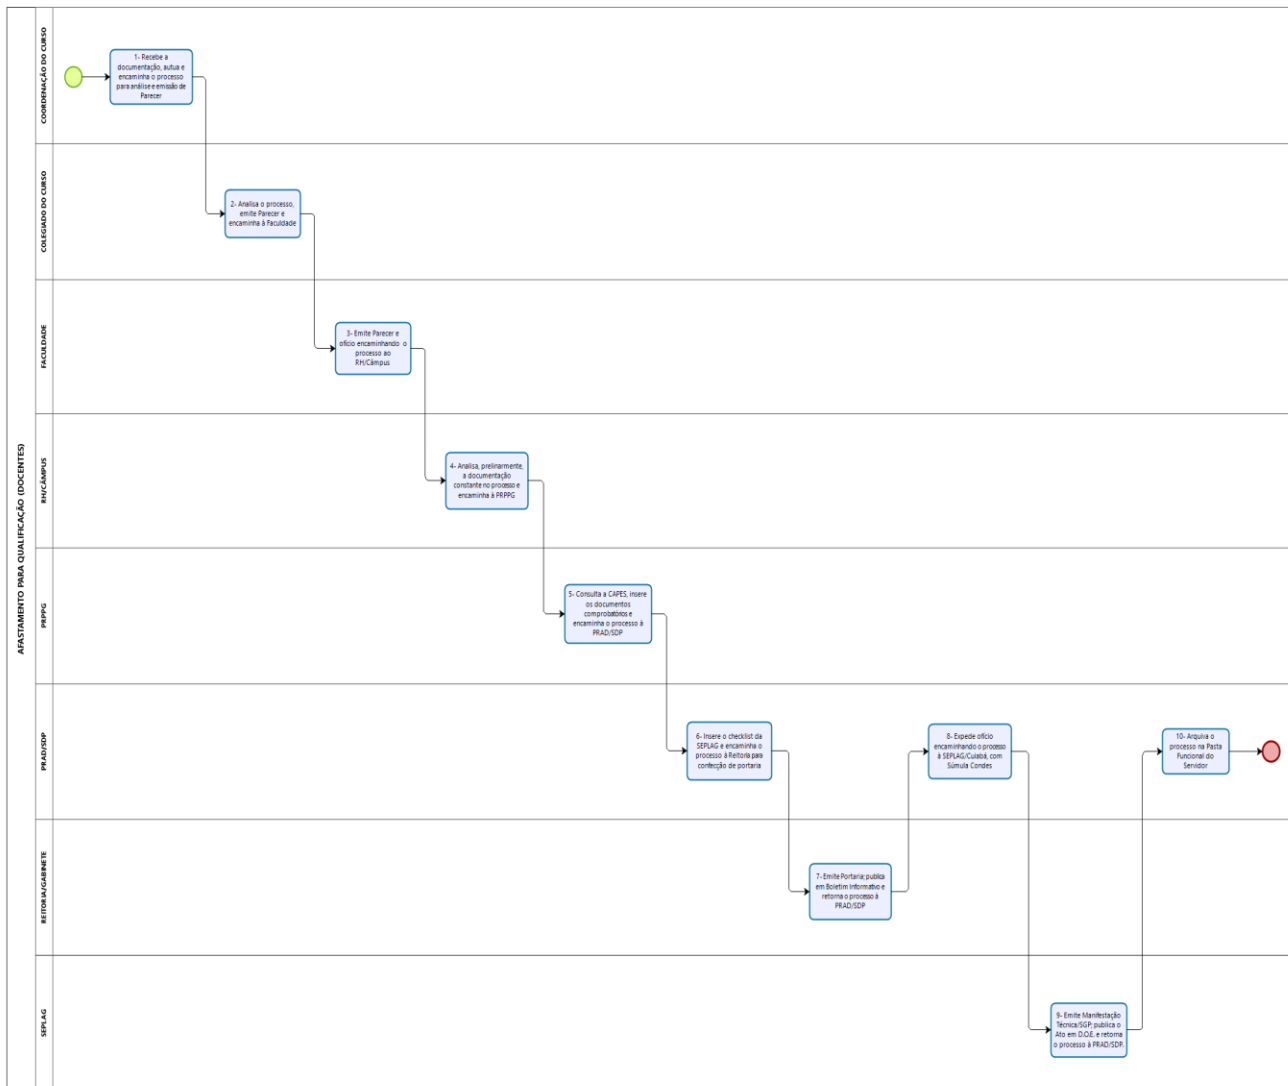 AFASTAMENTO PARA QUALIFICAÇÃO (DOCENTES)
COORDENAÇÃO DO CURSO
1- Recebe a
documentação, autua e
encaminha o processo
para análise e emissão de
Parecer
COLEGIADO DO CURSO
2- Analisa o processo,
emite Parecer e
encaminha à Faculdade
FACULDADE
3- Emite Parecer e
ofício encaminhando o
processo ao
RH/Câmpus
RH/CÂMPUS
4- Analisa, prelinarmente,
a documentação
constante no processo e
encaminha à PRPPG
PRPPG
5- Consulta a CAPES, insere
os documentos
comprobatórios e
encaminha o processo à
PRAD/SDP
PRAD/SDP
6- Insere o checklist da
SEPLAG e encaminha o
processo à Reitoria para
confecção de portaria
8- Expede ofício
encaminhando o processo
à SEPLAG/Cuiabá, com
Súmula Condes
10- Arquiva o
processo na Pasta
Funcional do
Servidor
REITORIA/GABINETE
7- Emite Portaria; publica
em Boletim Informativo e
retorna o processo à
PRAD/SDP
SEPLAG
9- Emite Manifestação
Técnica/SGP; publica o
Ato em D.O.E. e retorna
o processo à PRAD/SDP.